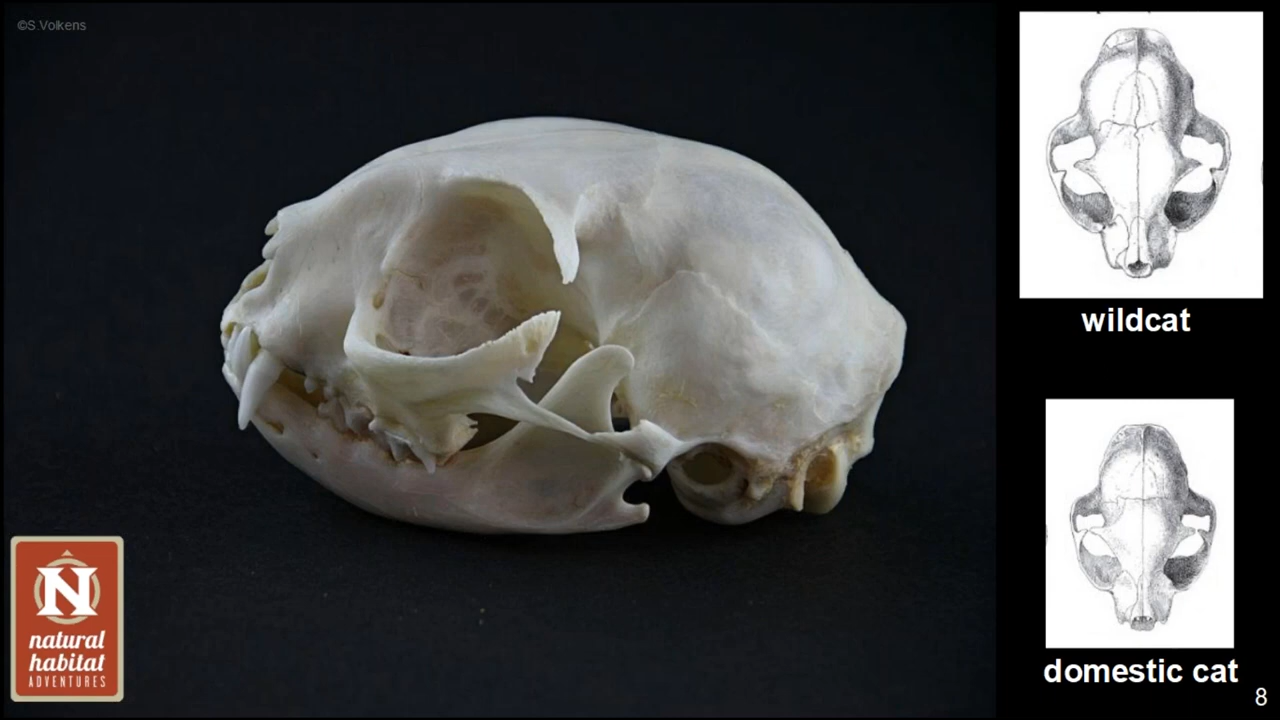 ©S.Volkens
wildcat
N
natural
habitat
ADVENTURES
domestic cat
8